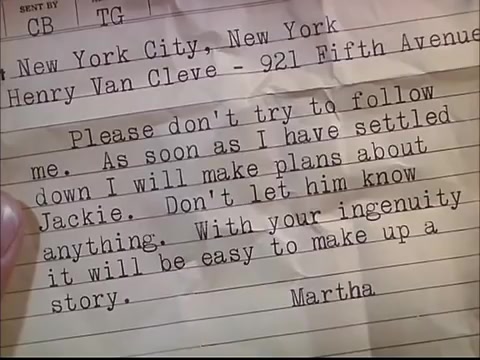 SENT BY
CB TG
New York City, New York
Henry Van Cleve - 921 Fifth Avenue
Please don't try to follow
me. As soon as I have settled
down I will make plans about
Jackie. Don't let him know
anything. With your ingenuity
it will be easy to make up a
story.
Martha